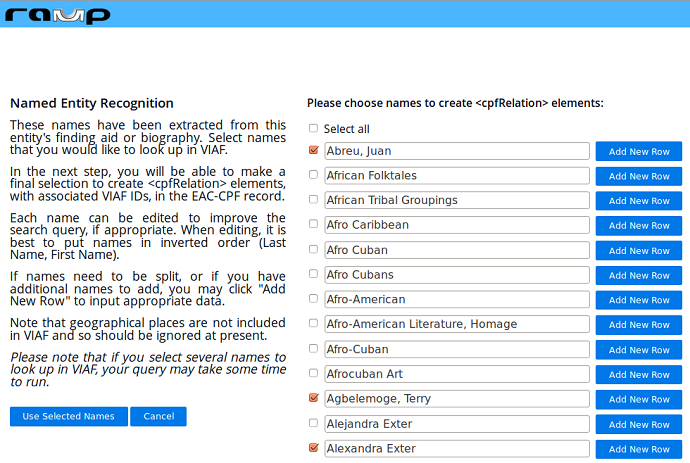 ramp
Named Entity Recognition
These names have been extracted from this
entity's finding aid or biography. Select names
that you would like to look up in VIAF.
In the next step, you will be able to make a
final selection to create <cpfRelation> elements,
with associated VIAF IDs, in the EAC-CPF record.
Each name can be edited to improve the
search query, if appropriate. When editing, it is
best to put names in inverted order (Last
Name, First Name).
If names need to be split, or if you have
additional names to add, you may click "Add
New Row" to input appropriate data.
Note that geographical places are not included
in VIAF and so should be ignored at present.
Please note that if you select several names to
look up in VIAF, your query may take some time
to run.
Use Selected Names Cancel
Please choose names to create <cpfRelation> elements:
Select all
Abreu, Juan Add New Row
African Folktales Add New Row
African Tribal Groupings Add New Row
Afro Caribbean Add New Row
Afro Cuban Add New Row
Afro Cubans Add New Row
Afro-American Add New Row
Afro-American Literature, Homage Add New Row
Afro-Cuban Add New Row
Afrocuban Art Add New Row
Agbelemoge, Terry Add New Row
Alejandra Exter Add New Row
Alexandra Exter Add New Row